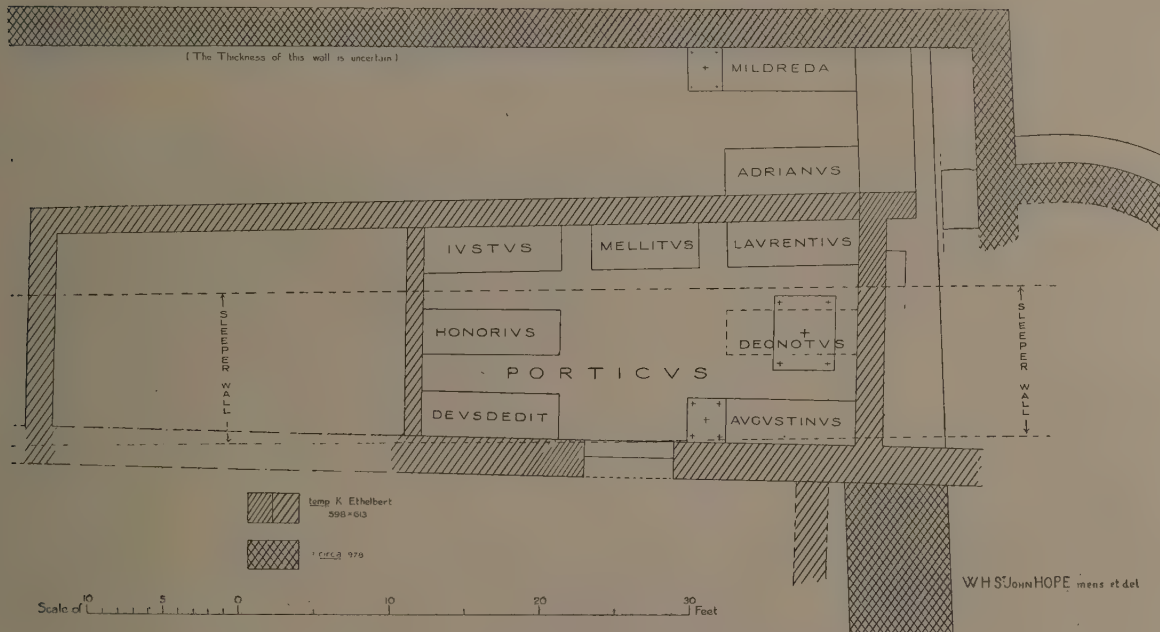 ( The Thickness of this wall is uncertain )
MILDREDA
ADRIANVS
IVSTVS
MELLITVS
LAVRENTIVS
SLEEPER WALL
HONORIVS
DEONOTVS
SLEEPER WALL
PORTICVS
DEVSDEDIT
AVGVSTINVS
temp K Ethelbert
598-613
circa 978
W H ST JOHN HOPE mens et del
Scale of 10 5 0 10 20 30 Feet